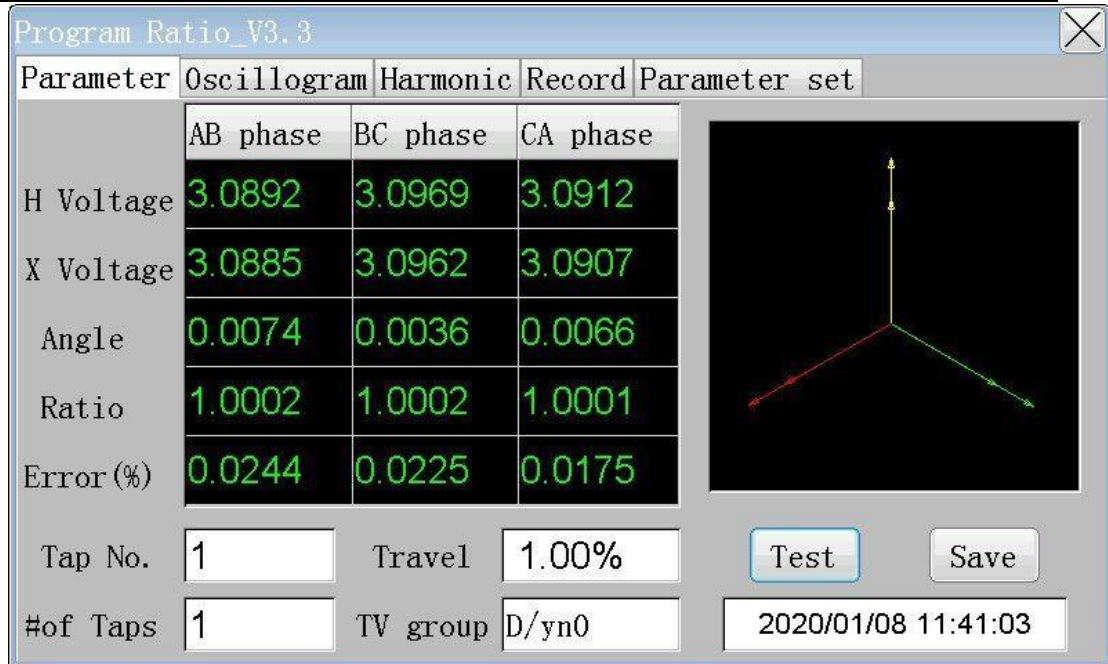 Program Ratio_V3.3
Parameter Oscillogram Harmonic Record Parameter set
AB phase BC phase CA phase
H Voltage 3.0892 3.0969 3.0912
X Voltage 3.0885 3.0962 3.0907
Angle 0.0074 0.0036 0.0066
Ratio 1.0002 1.0002 1.0001
Error(%) 0.0244 0.0225 0.0175
Tap No. 1 Travel 1.00% Test Save
#of Taps 1 TV group D/yn0 2020/01/08 11:41:03